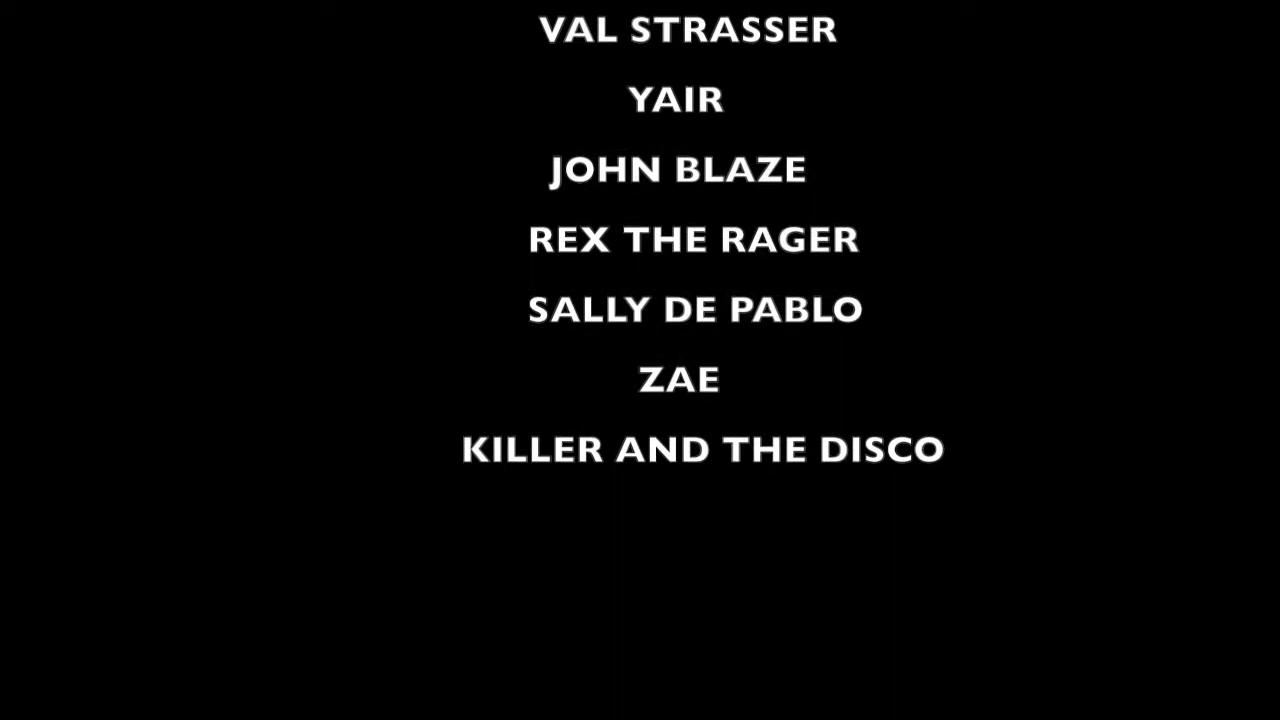 VAL STRASSER
YAIR
JOHN BLAZE
REX THE RAGER
SALLY DE PABLO
ZAE
KILLER AND THE DISCO